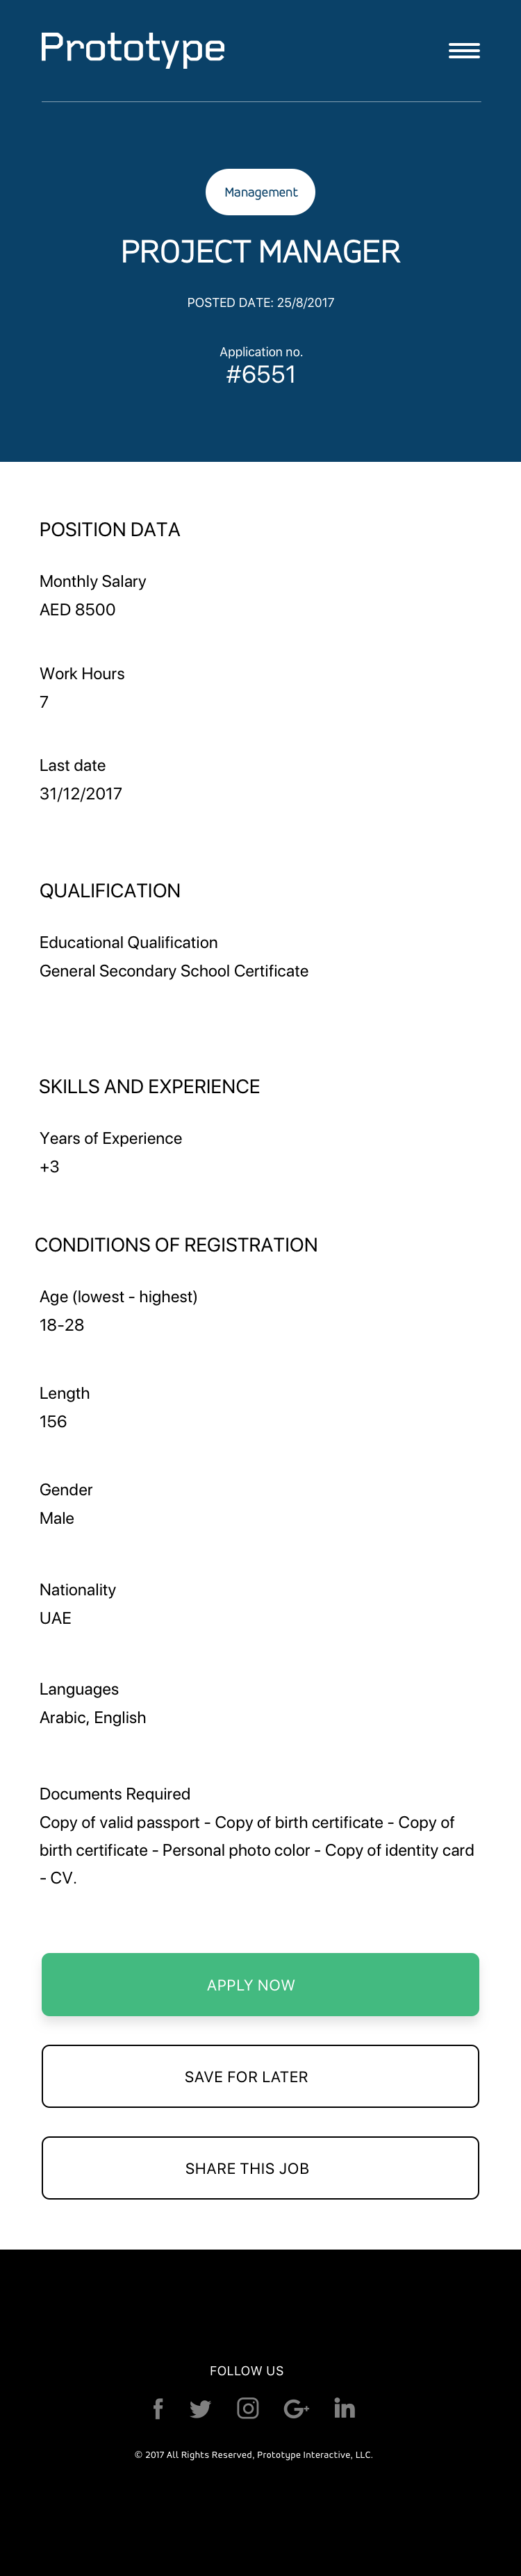 Prototype
Management
PROJECT MANAGER
POSTED DATE: 25/8/2017
Application no.
#6551
POSITION DATA
Monthly Salary
AED 8500
Work Hours
7
Last date
31/12/2017
QUALIFICATION
Educational Qualification
General Secondary School Certificate
SKILLS AND EXPERIENCE
Years of Experience
+3
CONDITIONS OF REGISTRATION
Age (lowest - highest)
18-28
Length
156
Gender
Male
Nationality
UAE
Languages
Arabic, English
Documents Required
Copy of valid passport - Copy of birth certificate - Copy of
birth certificate - Personal photo color - Copy of identity card
- CV.
APPLY NOW
SAVE FOR LATER
SHARE THIS JOB
FOLLOW US
© 2017 All Rights Reserved, Prototype Interactive, LLC.